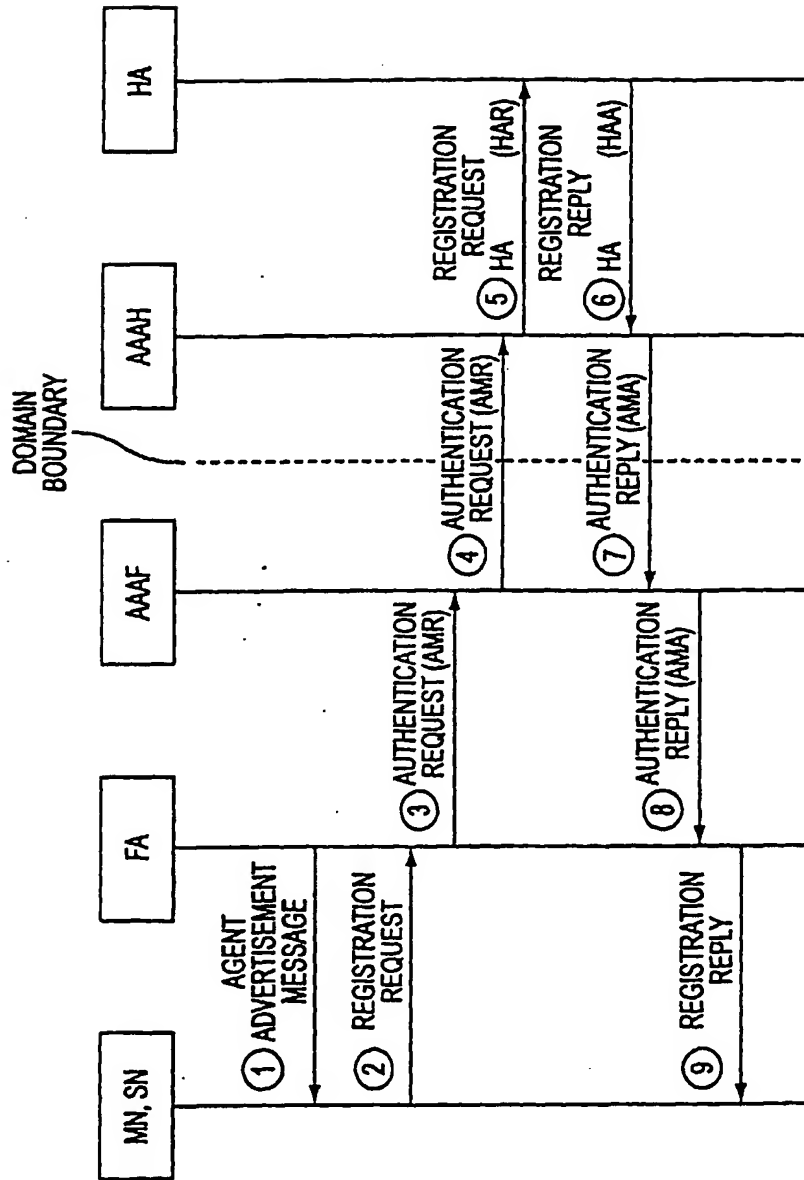 MN, SN
FA
AAAF
AAAH
HA
DOMAIN
BOUNDARY
1 AGENT
ADVERTISEMENT
MESSAGE
2 REGISTRATION
REQUEST
3 AUTHENTICATION
REQUEST (AMR)
4 AUTHENTICATION
REQUEST (AMR)
REGISTRATION
REQUEST
5 HA (HAR)
REGISTRATION
REPLY
6 HA (HAA)
7 AUTHENTICATION
REPLY (AMA)
8 AUTHENTICATION
REPLY (AMA)
9 REGISTRATION
REPLY